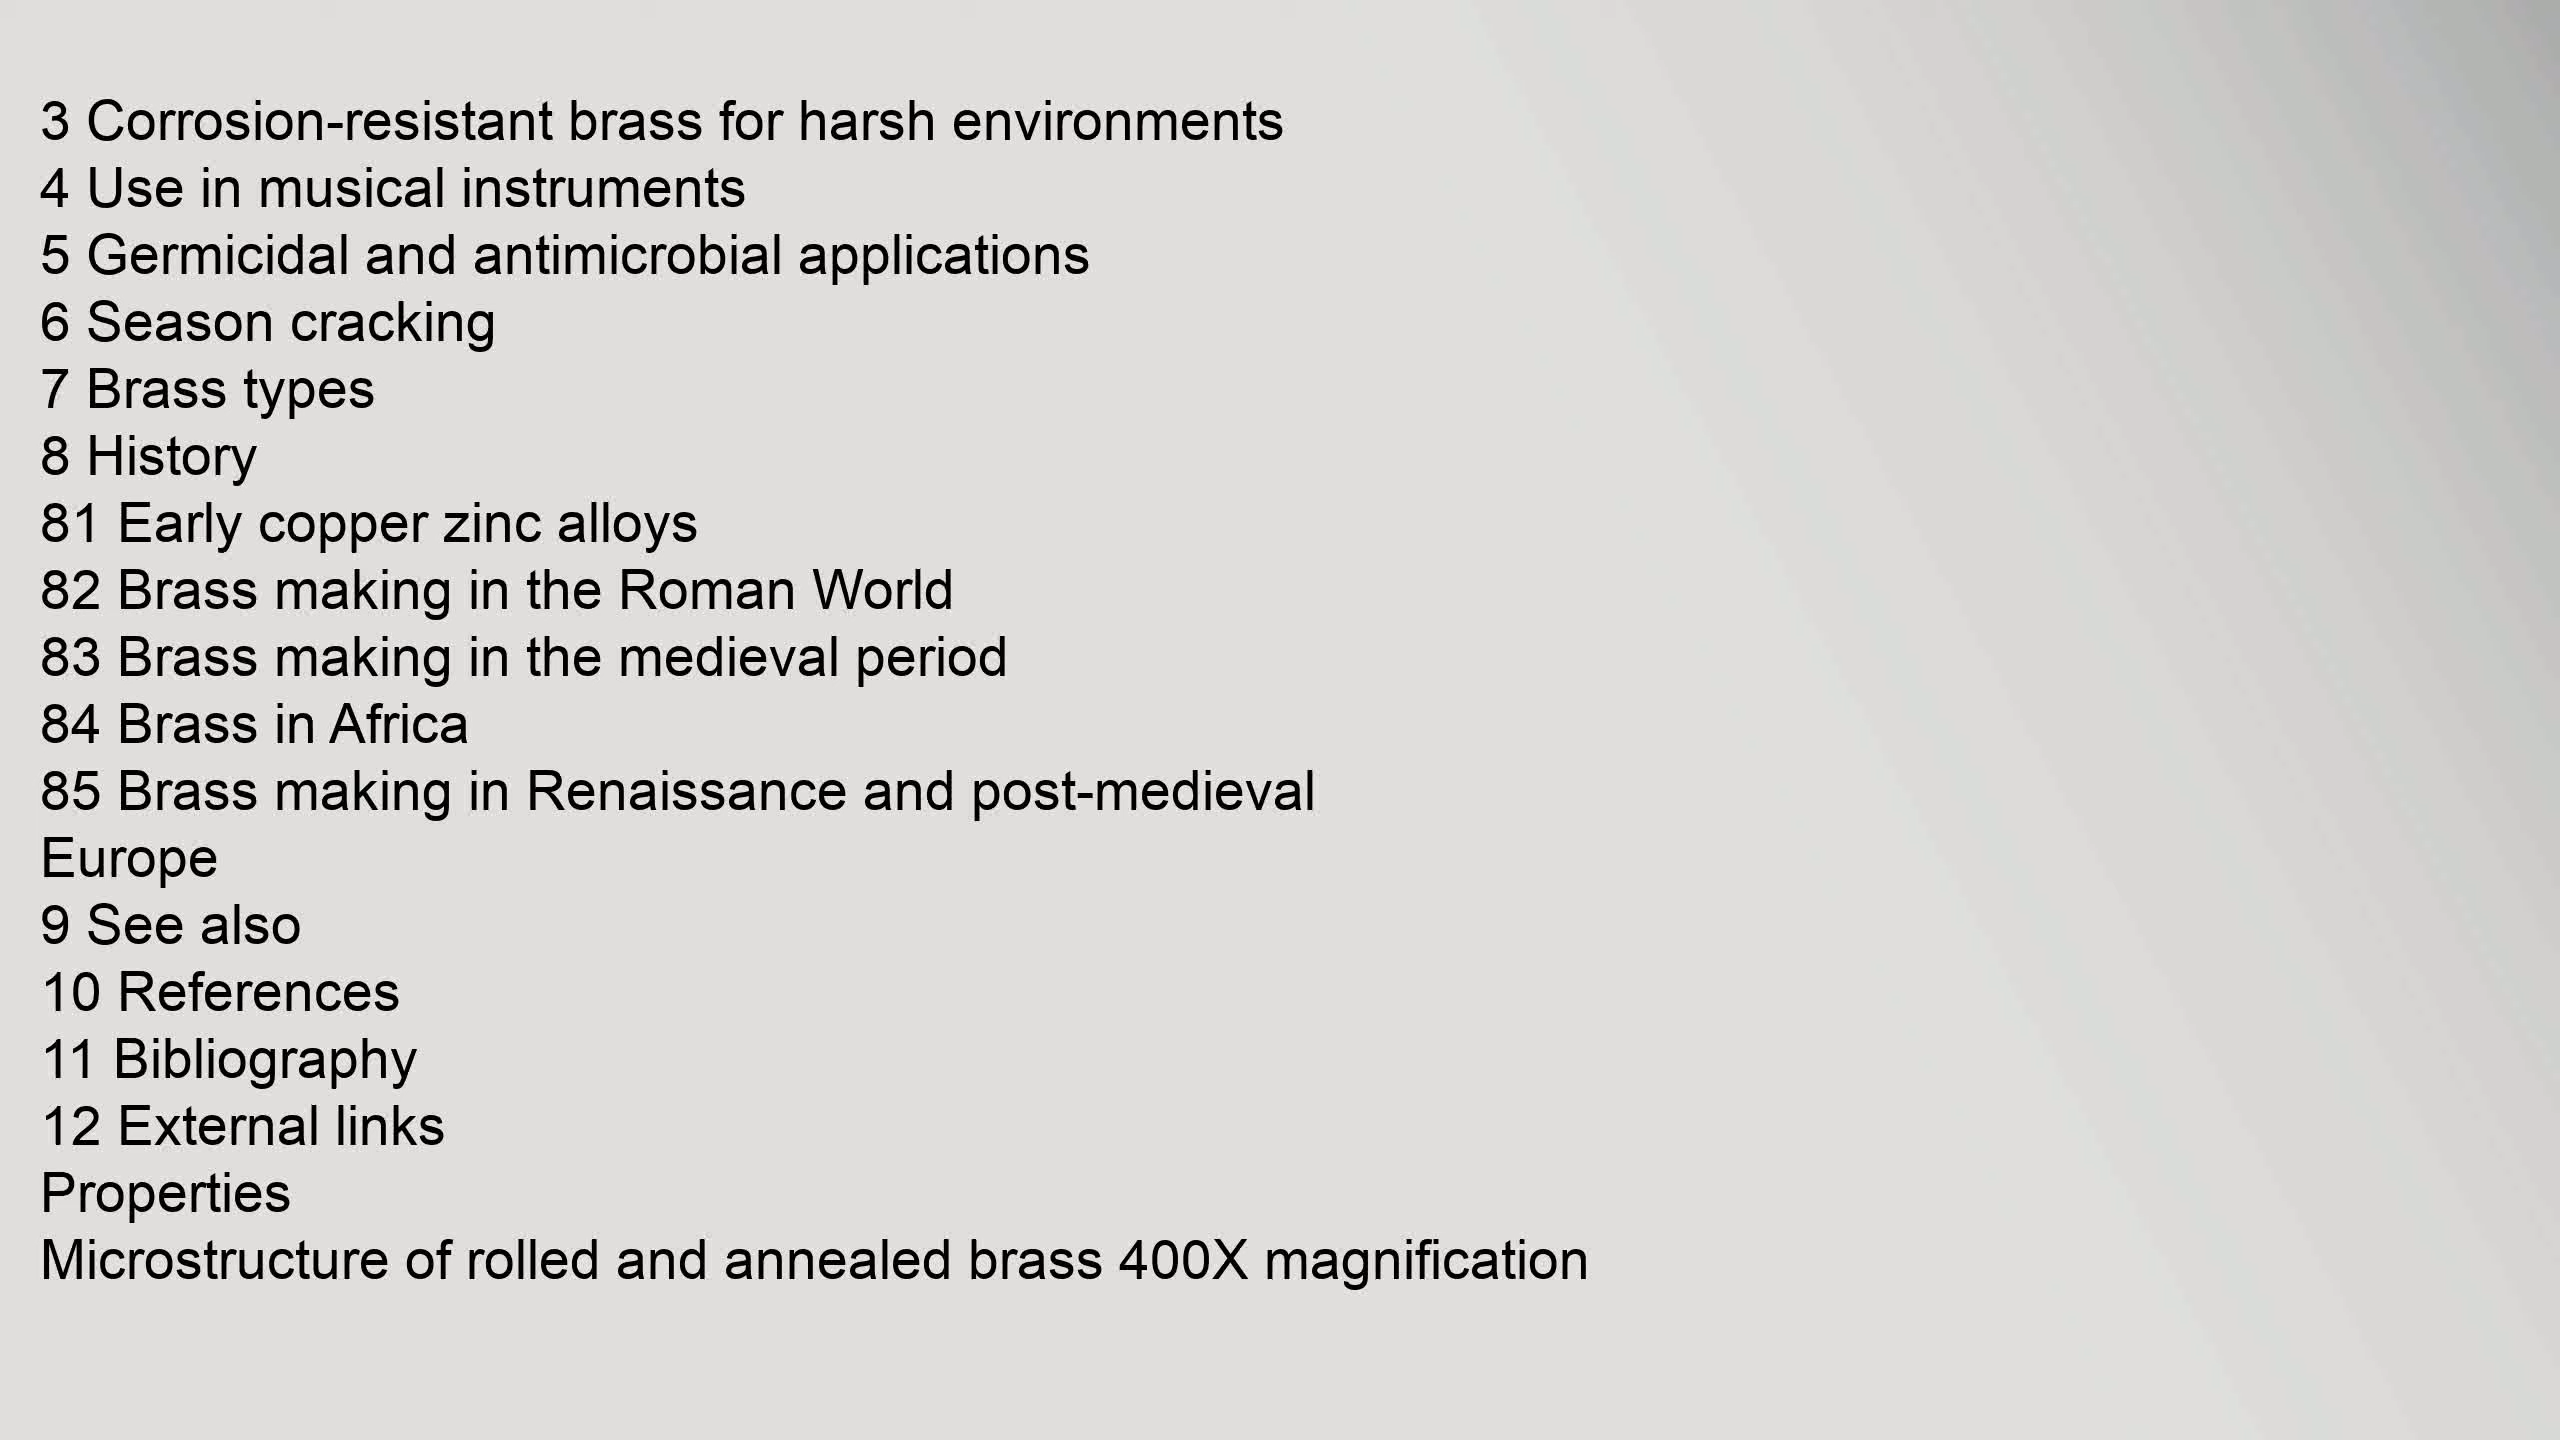 3 Corrosion-resistant brass for harsh environments
4 Use in musical instruments
5 Germicidal and antimicrobial applications
6 Season cracking
7 Brass types
8 History
81 Early copper zinc alloys
82 Brass making in the Roman World
83 Brass making in the medieval period
84 Brass in Africa
85 Brass making in Renaissance and post-medieval
Europe
9 See also
10 References
11 Bibliography
12 External links
Properties
Microstructure of rolled and annealed brass 400X magnification